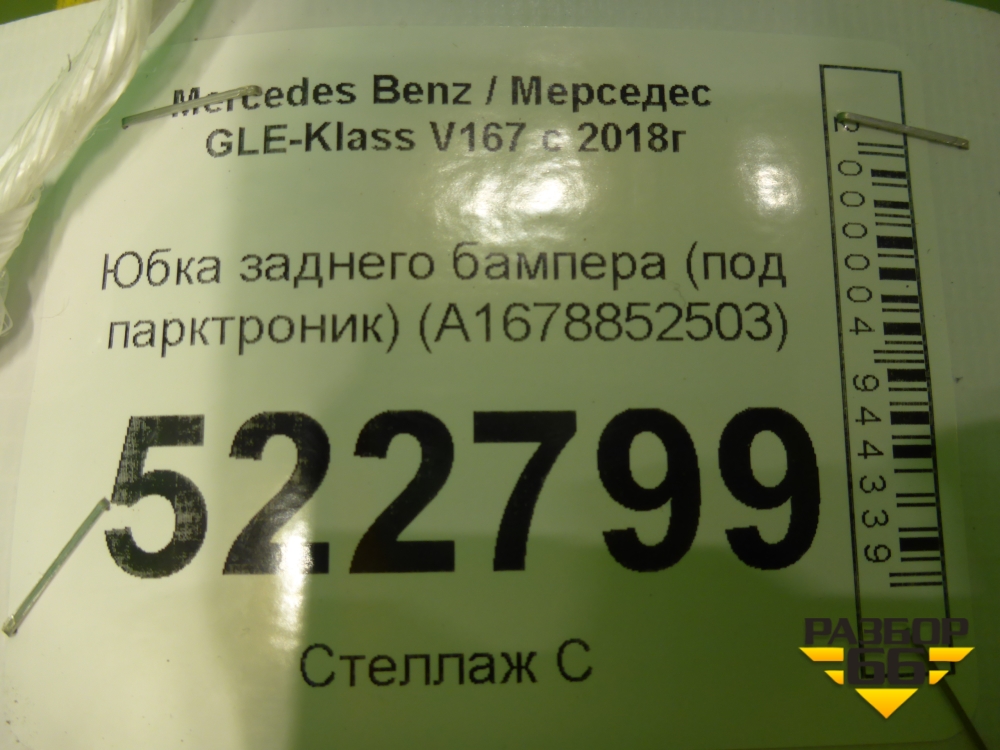 Mercedes Benz / Мерседес
GLE-Klass V167 с 2018г
Юбка заднего бампера (под
парктроник) (A1678852503)
522799
Стеллаж С
2000004944339
РАЗБОР
66